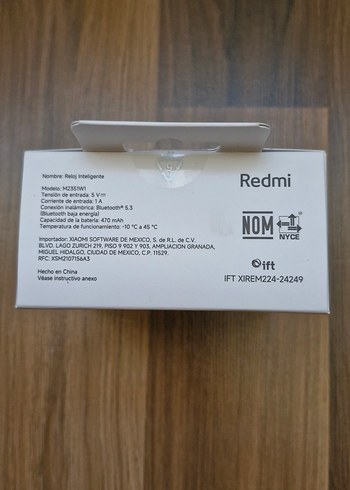 Nombre: Reloj Inteligente
Modelo: M2351W1
Tensión de entrada: 5 V⎓
Corriente de entrada: 1 A
Conexión inalámbrica: Bluetooth® 5.3
(Bluetooth baja energía)
Capacidad de la batería: 470 mAh
Temperatura de funcionamiento: -10 °C a 45 °C
Importador: XIAOMI SOFTWARE DE MEXICO, S. de R.L. de C.V.
BLVD. LAGO ZURICH 219, PISO 9 902 Y 903, AMPLIACION GRANADA,
MIGUEL HIDALGO, CIUDAD DE MEXICO, C.P. 11529.
RFC: XSM2107156A3
Hecho en China
Véase instructivo anexo
Redmi
NOM
NYCE
ift
IFT XIREM224-24249